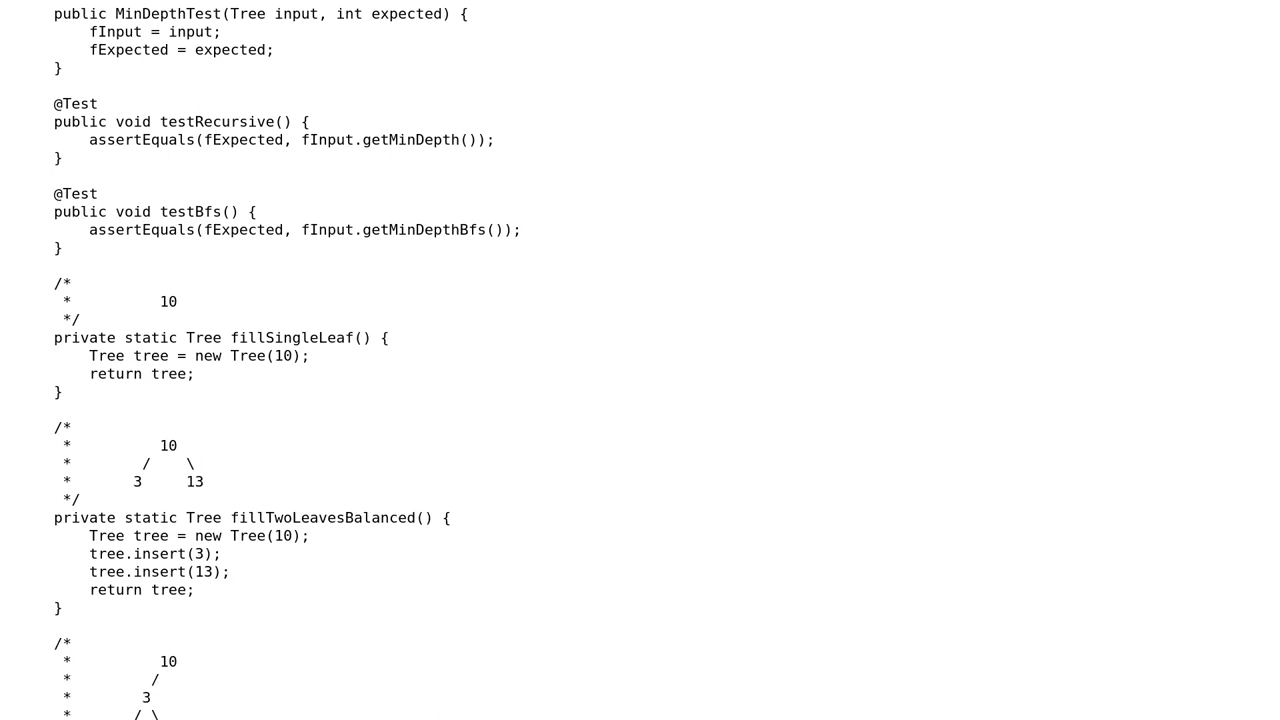 public MinDepthTest(Tree input, int expected) {
    fInput = input;
    fExpected = expected;
}

@Test
public void testRecursive() {
    assertEquals(fExpected, fInput.getMinDepth());
}

@Test
public void testBfs() {
    assertEquals(fExpected, fInput.getMinDepthBfs());
}

/*
 *          10
 */
private static Tree fillSingleLeaf() {
    Tree tree = new Tree(10);
    return tree;
}

/*
 *          10
 *        /    \
 *       3     13
 */
private static Tree fillTwoLeavesBalanced() {
    Tree tree = new Tree(10);
    tree.insert(3);
    tree.insert(13);
    return tree;
}

/*
 *          10
 *         /
 *        3
 *       / \